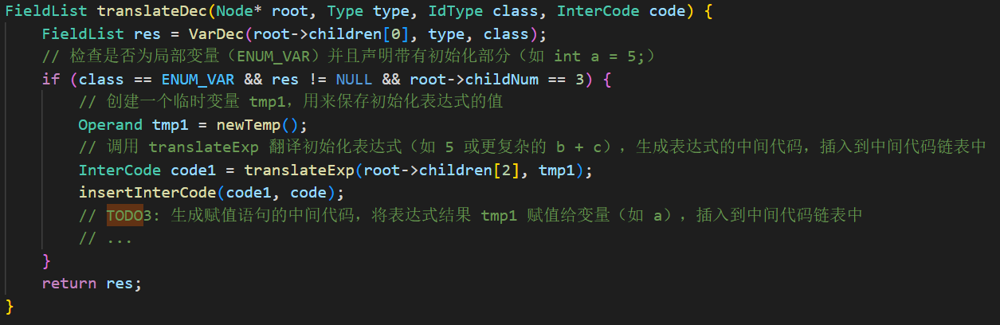 FieldList translateDec(Node* root, Type type, IdType class, InterCode code) {
    FieldList res = VarDec(root->children[0], type, class);
    // 检查是否为局部变量（ENUM_VAR）并且声明带有初始化部分（如 int a = 5;）
    if (class == ENUM_VAR && res != NULL && root->childNum == 3) {
        // 创建一个临时变量 tmp1，用来保存初始化表达式的值
        Operand tmp1 = newTemp();
        // 调用 translateExp 翻译初始化表达式（如 5 或更复杂的 b + c），生成表达式的中间代码，插入到中间代码链表中
        InterCode code1 = translateExp(root->children[2], tmp1);
        insertInterCode(code1, code);
        // TODO3: 生成赋值语句的中间代码，将表达式结果 tmp1 赋值给变量（如 a），插入到中间代码链表中
        // ...
    }
    return res;
}